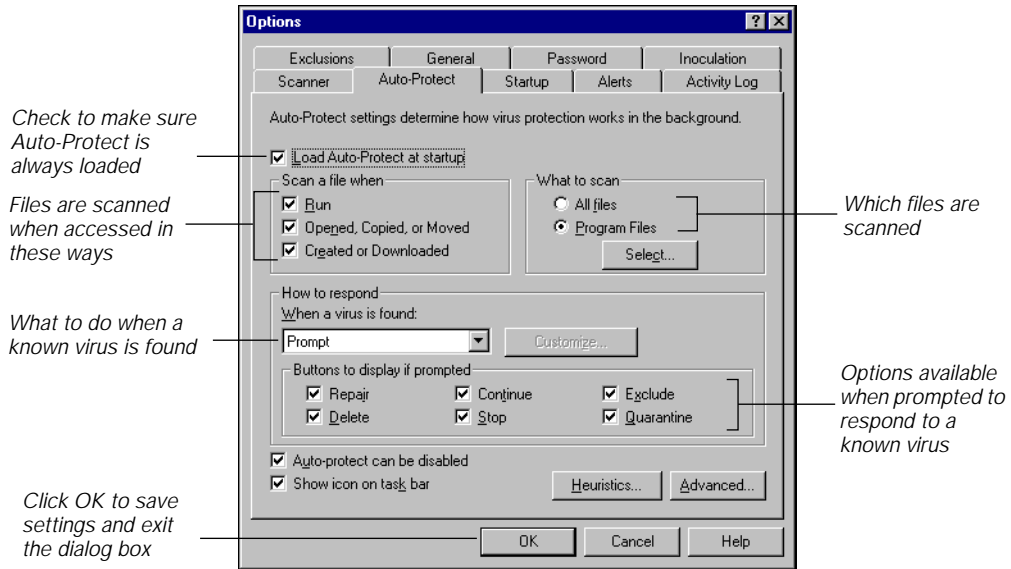 Options
Exclusions General Password Inoculation
Scanner Auto-Protect Startup Alerts Activity Log
Auto-Protect settings determine how virus protection works in the background.
Check to make sure
Auto-Protect is
always loaded
Load Auto-Protect at startup
Files are scanned
when accessed in
these ways
Scan a file when
Run
Opened, Copied, or Moved
Created or Downloaded
What to scan
All files
Program Files
Select...
Which files are
scanned
What to do when a
known virus is found
How to respond
When a virus is found:
Prompt
Customize...
Buttons to display if prompted
Repair Continue Exclude
Delete Stop Quarantine
Options available
when prompted to
respond to a
known virus
Auto-protect can be disabled
Show icon on task bar
Heuristics... Advanced...
Click OK to save
settings and exit
the dialog box
OK Cancel Help